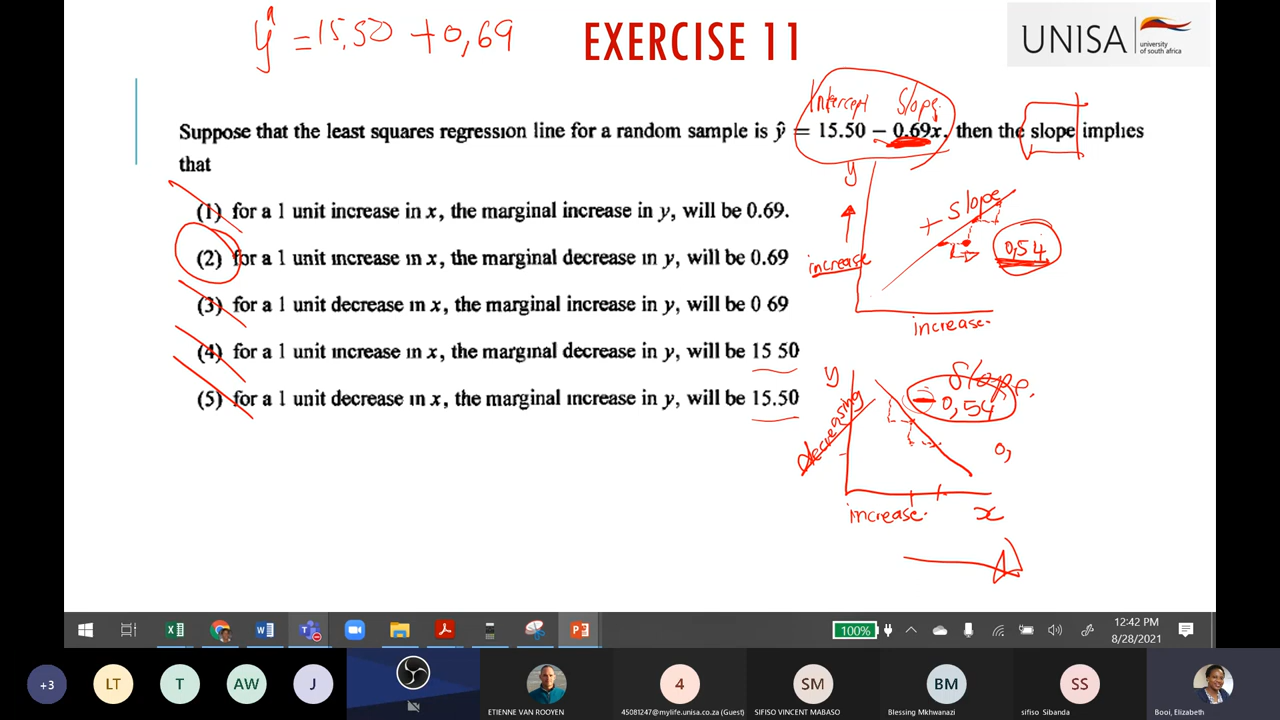 ŷ = 15.50 + 0,69
EXERCISE 11
UNISA
university
of south africa
Intercept Slope
Suppose that the least squares regression line for a random sample is ŷ = 15.50 − 0.69x, then the slope implies
that
(1) for a 1 unit increase in x, the marginal increase in y, will be 0.69.
(2) for a 1 unit increase in x, the marginal decrease in y, will be 0.69
(3) for a 1 unit decrease in x, the marginal increase in y, will be 0 69
(4) for a 1 unit increase in x, the marginal decrease in y, will be 15 50
(5) for a 1 unit decrease in x, the marginal increase in y, will be 15.50
y
+ Slope
0,54
increase
increase.
y
Slope.
− 0,54
decreasing
0,
increase.
x
100%
12:42 PM
8/28/2021
+3
LT
T
AW
J
ETIENNE VAN ROOYEN
4
45081247@mylife.unisa.co.za (Guest)
SM
SIFISO VINCENT MABASO
BM
Blessing Mkhwanazi
SS
sifiso Sibanda
Booi, Elizabeth